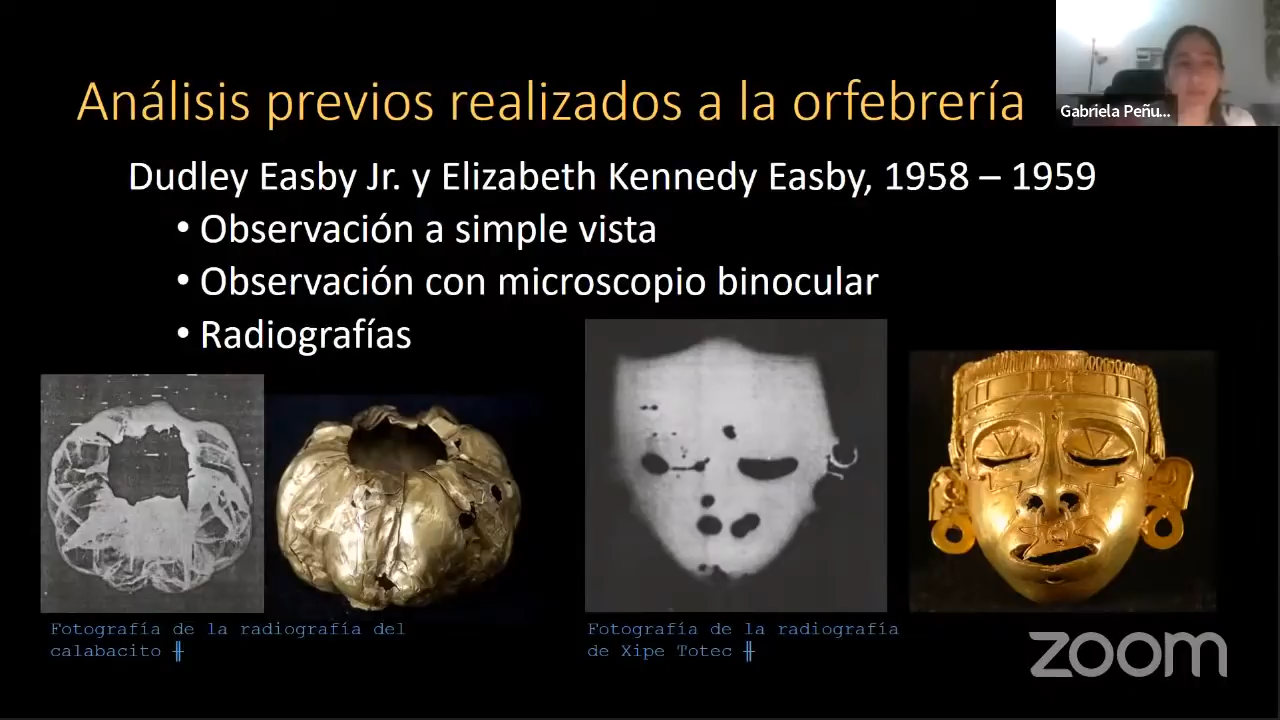 Análisis previos realizados a la orfebrería
Gabriela Peñu...
Dudley Easby Jr. y Elizabeth Kennedy Easby, 1958 – 1959
• Observación a simple vista
• Observación con microscopio binocular
• Radiografías
Fotografía de la radiografía del
calabacito ╫
Fotografía de la radiografía
de Xipe Totec ╫
zoom